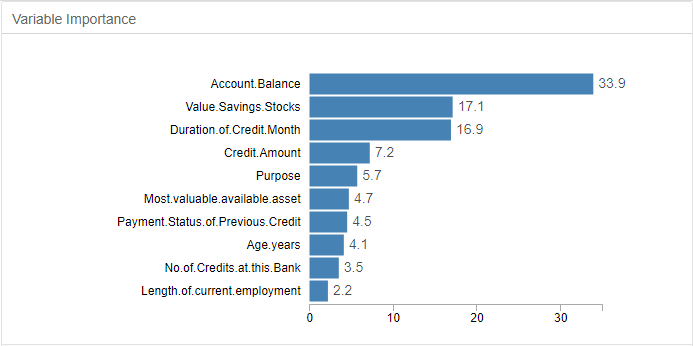 Variable Importance
Account.Balance 33.9
Value.Savings.Stocks 17.1
Duration.of.Credit.Month 16.9
Credit.Amount 7.2
Purpose 5.7
Most.valuable.available.asset 4.7
Payment.Status.of.Previous.Credit 4.5
Age.years 4.1
No.of.Credits.at.this.Bank 3.5
Length.of.current.employment 2.2
0 10 20 30